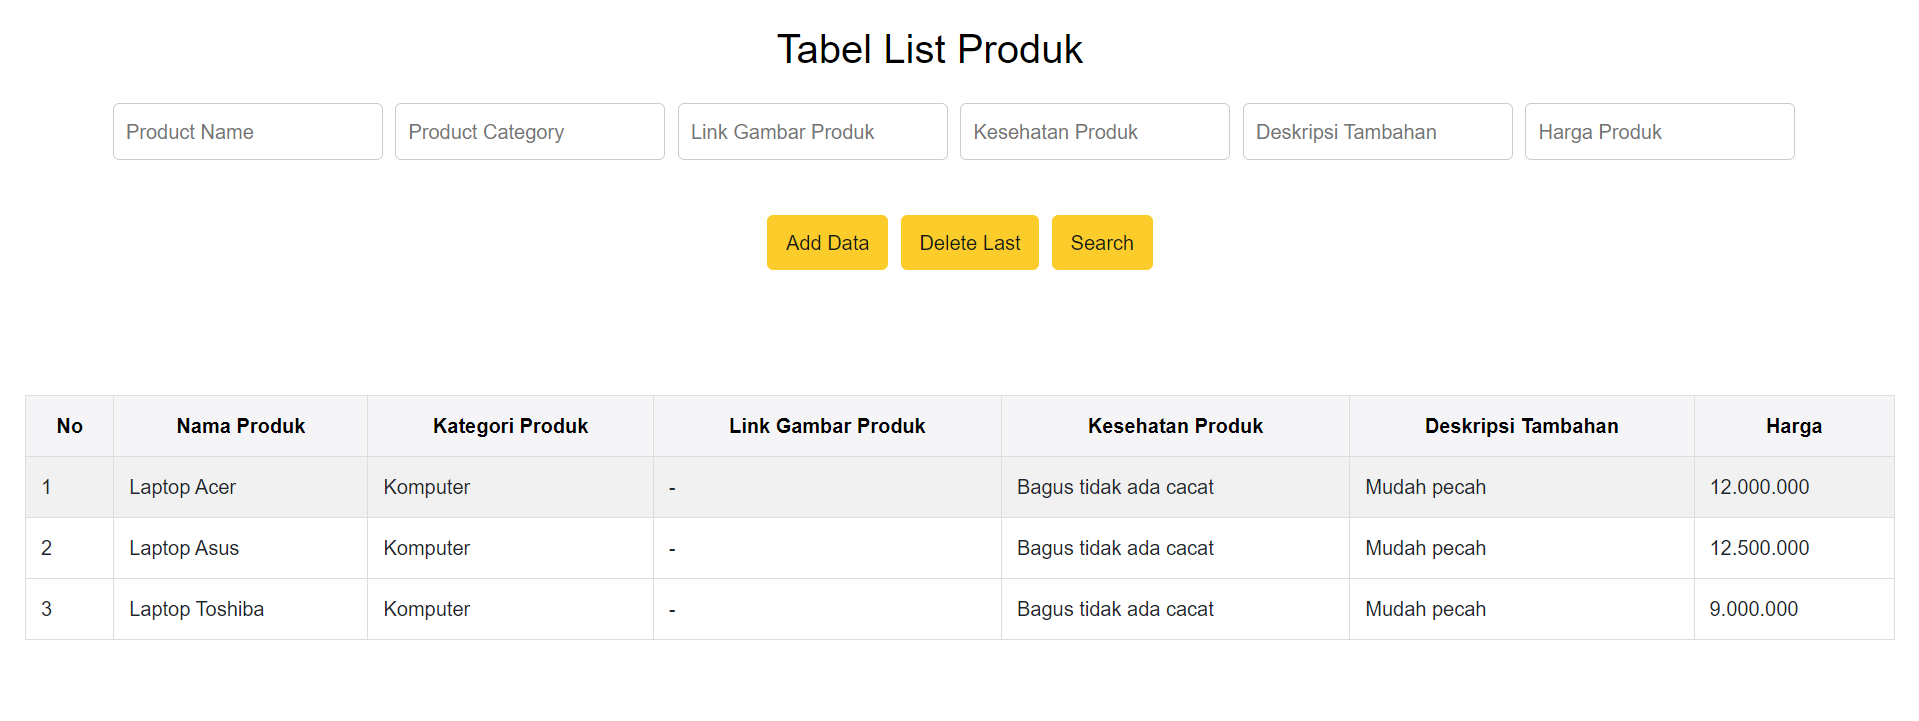 Tabel List Produk
Product Name Product Category Link Gambar Produk Kesehatan Produk Deskripsi Tambahan Harga Produk
Add Data Delete Last Search
No Nama Produk Kategori Produk Link Gambar Produk Kesehatan Produk Deskripsi Tambahan Harga
1 Laptop Acer Komputer - Bagus tidak ada cacat Mudah pecah 12.000.000
2 Laptop Asus Komputer - Bagus tidak ada cacat Mudah pecah 12.500.000
3 Laptop Toshiba Komputer - Bagus tidak ada cacat Mudah pecah 9.000.000